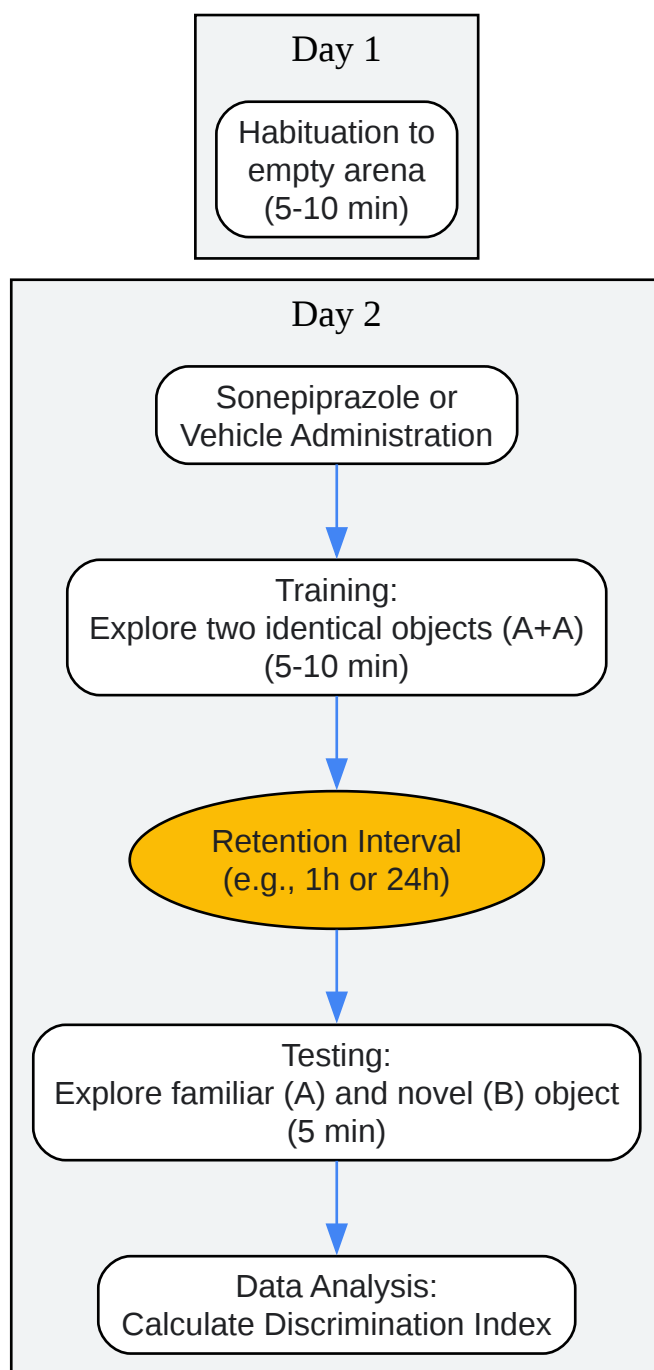 Day 1
Habituation to
empty arena
(5-10 min)
Day 2
Sonepiprazole or
Vehicle Administration
Training:
Explore two identical objects (A+A)
(5-10 min)
Retention Interval
(e.g., 1h or 24h)
Testing:
Explore familiar (A) and novel (B) object
(5 min)
Data Analysis:
Calculate Discrimination Index